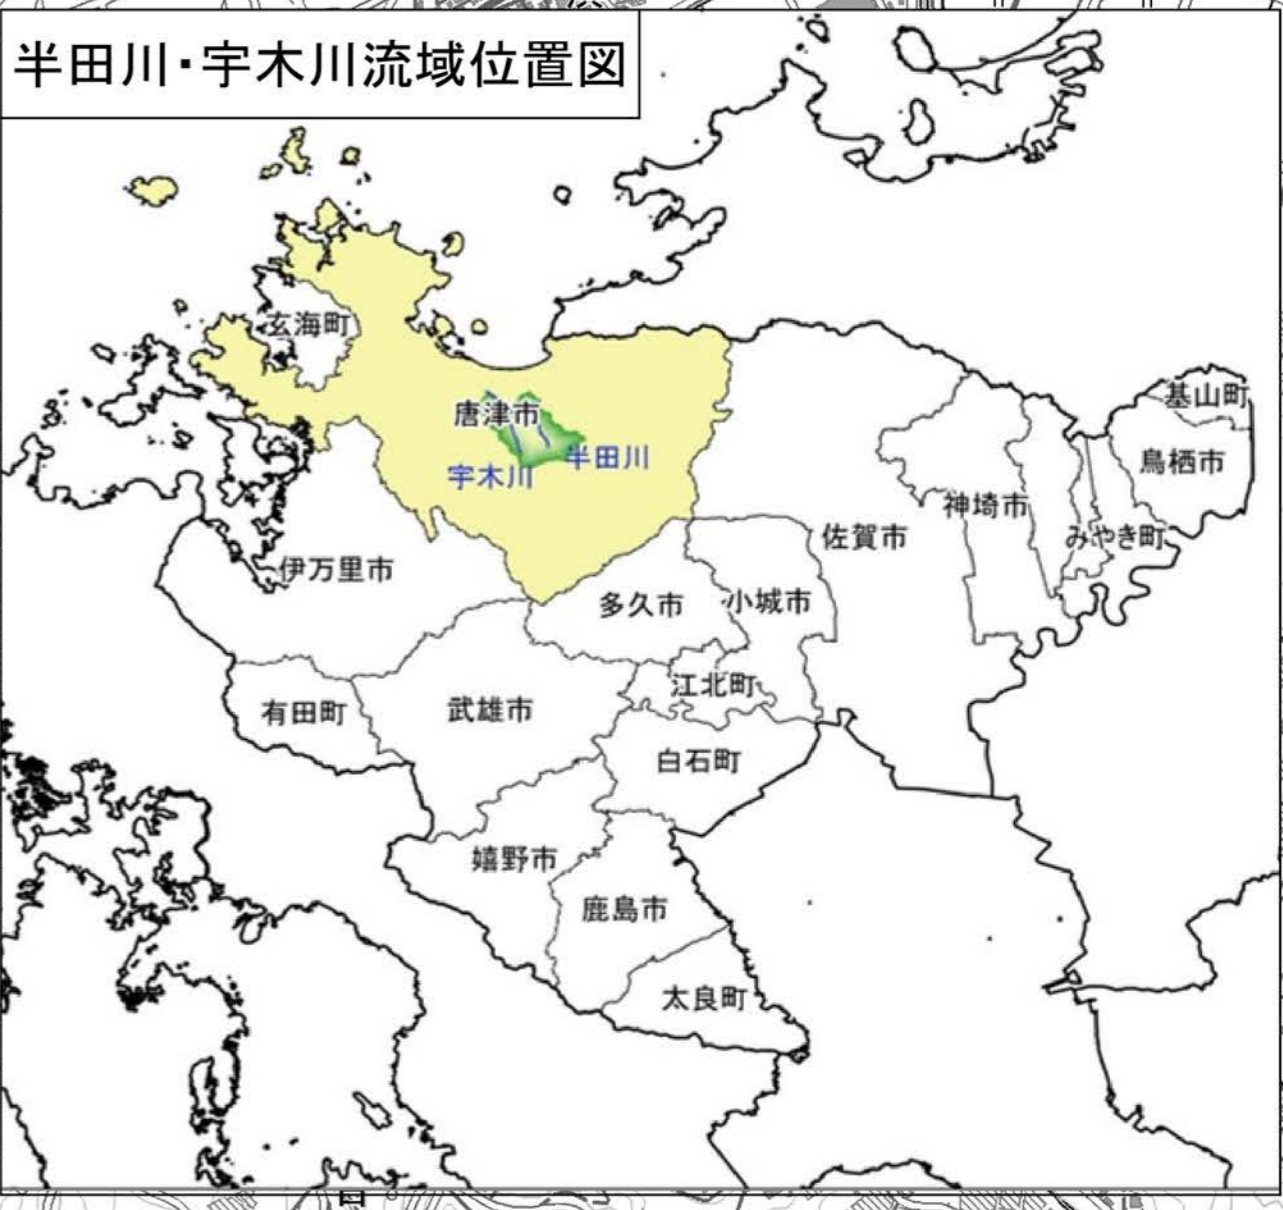 半田川・宇木川流域位置図
玄海町
唐津市
半田川
宇木川
基山町
鳥栖市
神埼市
みやき町
佐賀市
伊万里市
多久市
小城市
江北町
有田町
武雄市
白石町
嬉野市
鹿島市
太良町